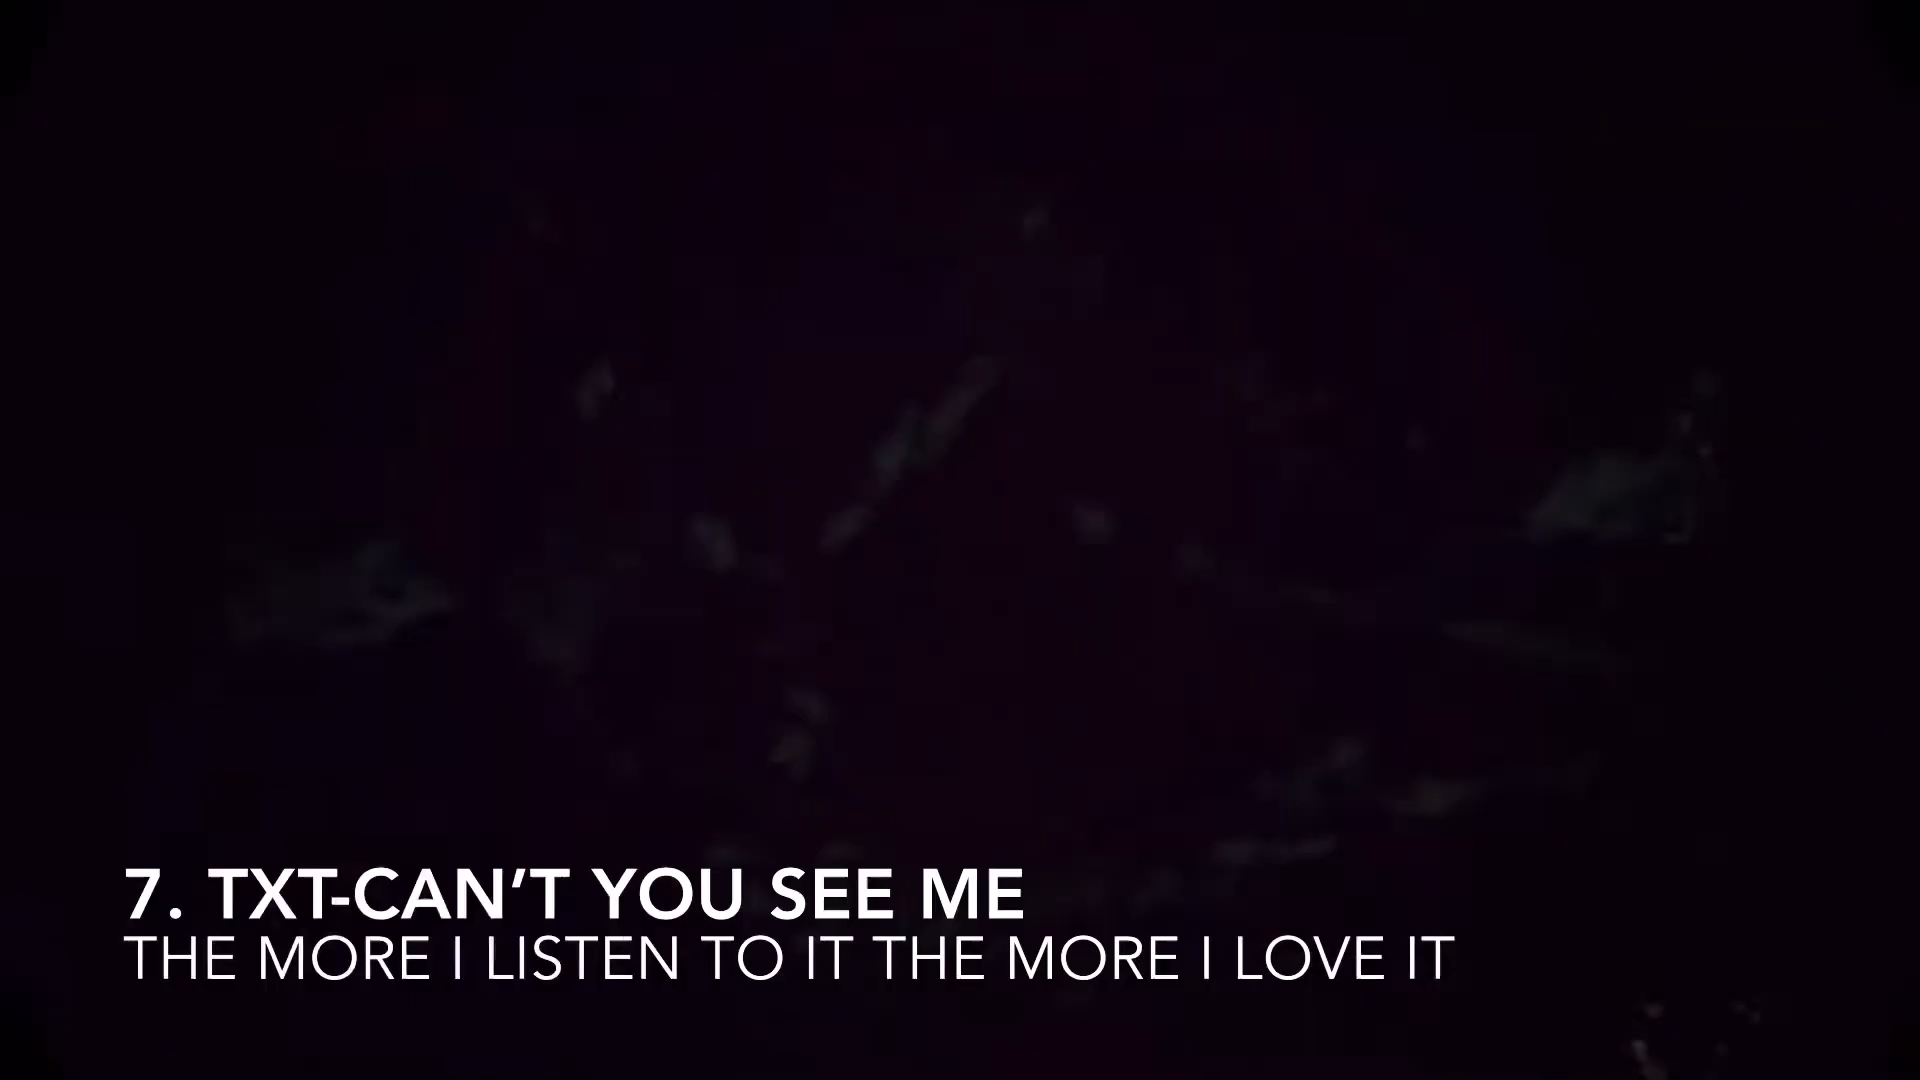 7. TXT-CAN’T YOU SEE ME
THE MORE I LISTEN TO IT THE MORE I LOVE IT